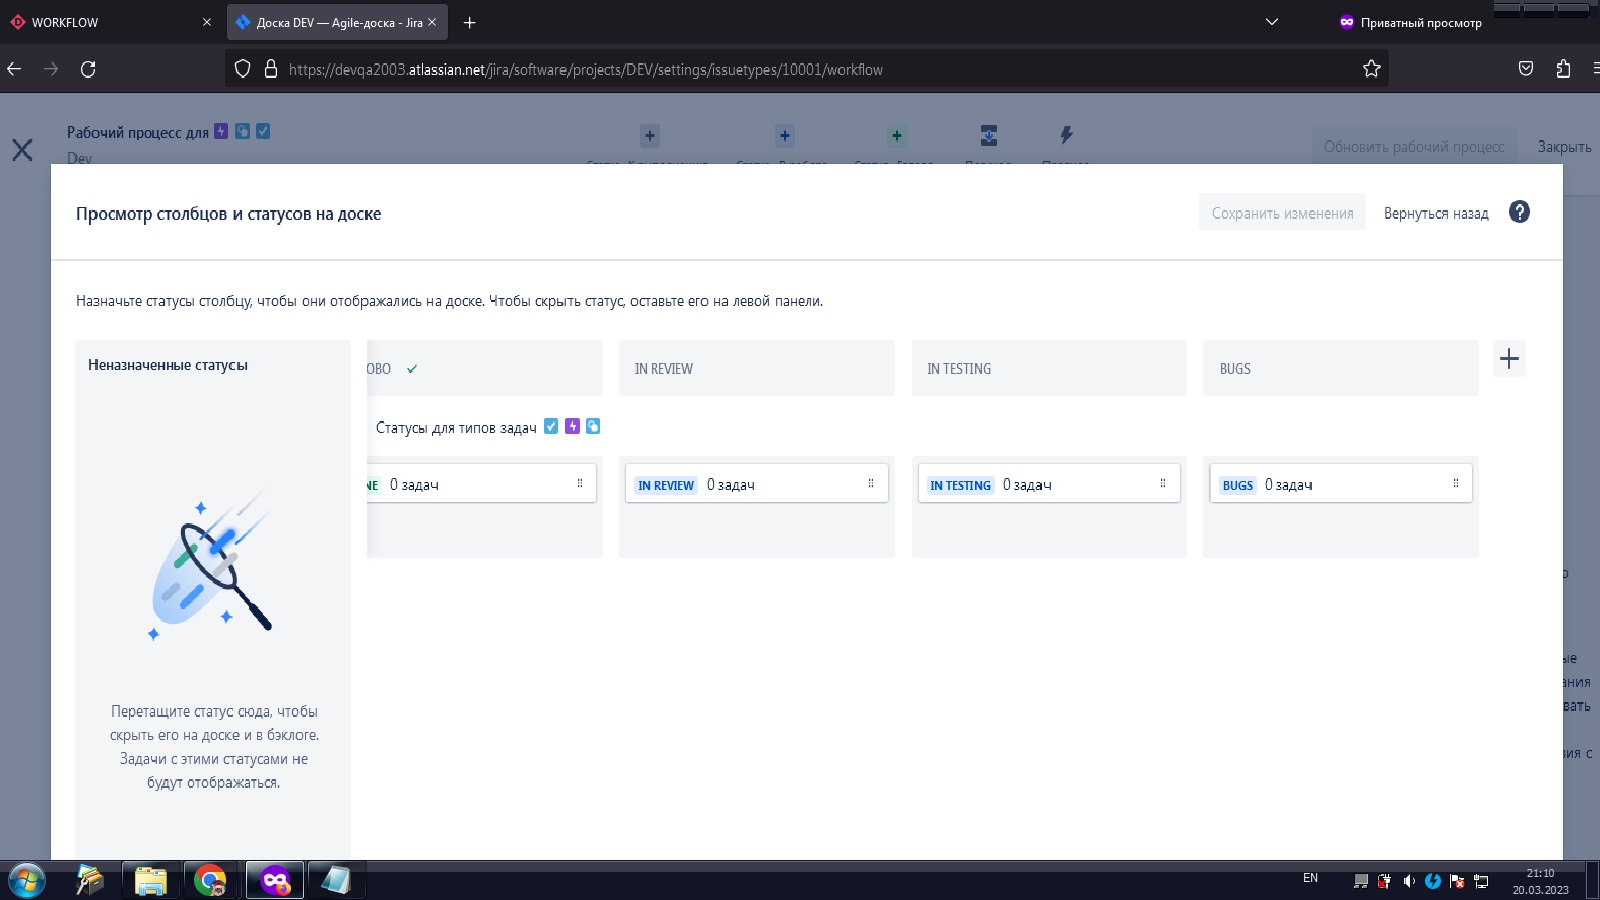 WORKFLOW
Доска DEV — Agile-доска - Jira
Приватный просмотр
https://devqa2003.atlassian.net/jira/software/projects/DEV/settings/issuetypes/10001/workflow
Рабочий процесс для
Dev
Обновить рабочий процесс
Закрыть
Просмотр столбцов и статусов на доске
Сохранить изменения
Вернуться назад
Назначьте статусы столбцу, чтобы они отображались на доске. Чтобы скрыть статус, оставьте его на левой панели.
Неназначенные статусы
ОВО
IN REVIEW
IN TESTING
BUGS
Статусы для типов задач
NE 0 задач
IN REVIEW 0 задач
IN TESTING 0 задач
BUGS 0 задач
Перетащите статус сюда, чтобы
скрыть его на доске и в бэклоге.
Задачи с этими статусами не
будут отображаться.
EN
21:10
20.03.2023